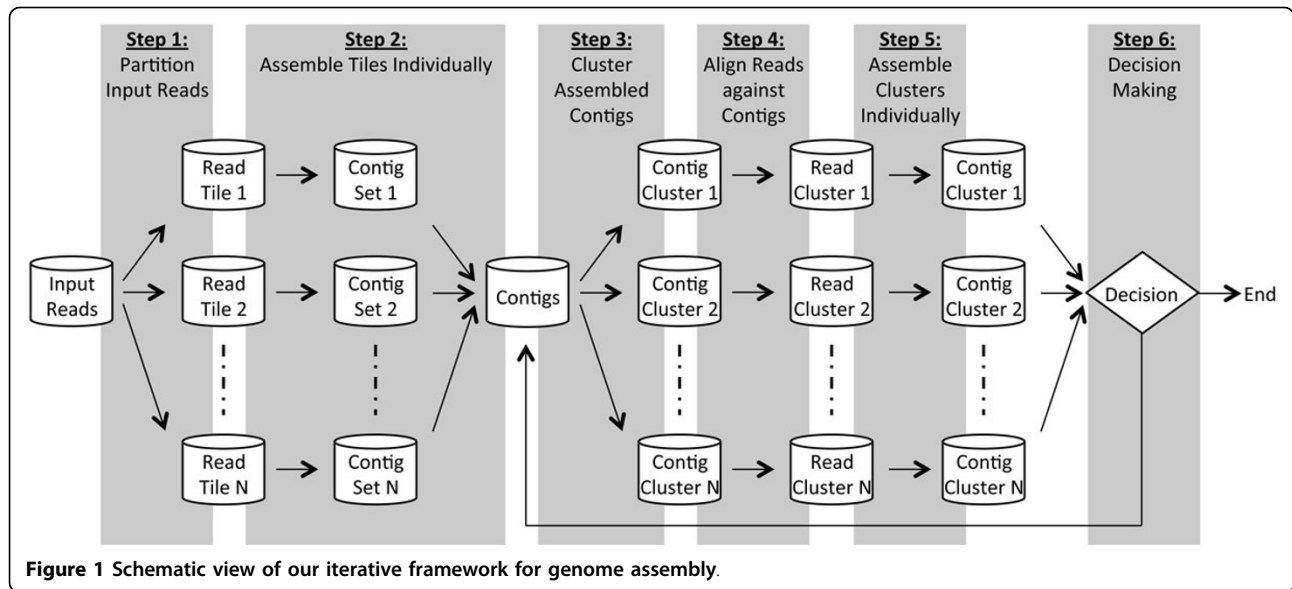 Step 1:
Partition
Input Reads
Step 2:
Assemble Tiles Individually
Step 3:
Cluster
Assembled
Contigs
Step 4:
Align Reads
against
Contigs
Step 5:
Assemble
Clusters
Individually
Step 6:
Decision
Making
Read
Tile 1
Contig
Set 1
Contig
Cluster 1
Read
Cluster 1
Contig
Cluster 1
Input
Reads
Read
Tile 2
Contig
Set 2
Contigs
Contig
Cluster 2
Read
Cluster 2
Contig
Cluster 2
Decision
End
Read
Tile N
Contig
Set N
Contig
Cluster N
Read
Cluster N
Contig
Cluster N
Figure 1 Schematic view of our iterative framework for genome assembly.